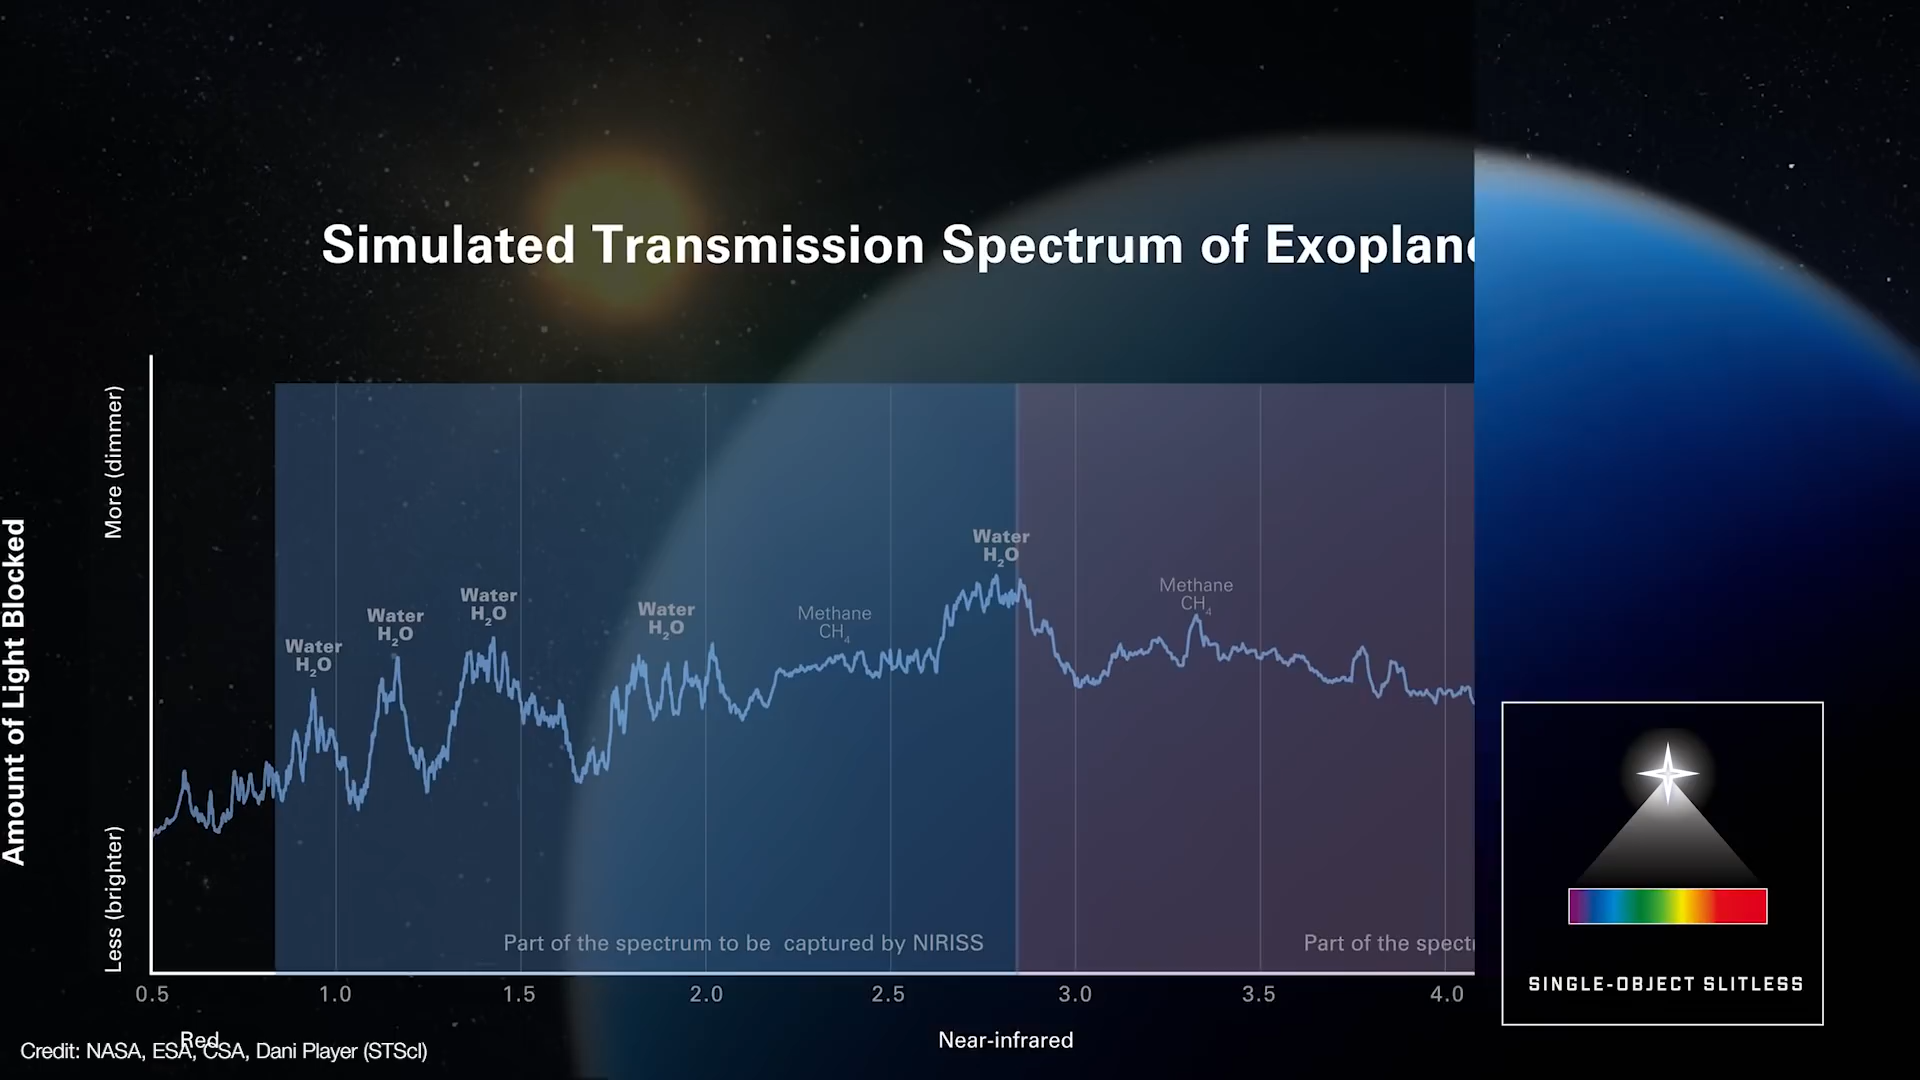 Simulated Transmission Spectrum of Exoplane
Amount of Light Blocked
More (dimmer)
Less (brighter)
Water
H₂O
Water
H₂O
Water
H₂O
Water
H₂O
Methane
CH₄
Water
H₂O
Methane
CH₄
Part of the spectrum to be captured by NIRISS
Part of the spect
0.5 1.0 1.5 2.0 2.5 3.0 3.5 4.0
Red
Near-infrared
Credit: NASA, ESA, CSA, Dani Player (STScI)
SINGLE-OBJECT SLITLESS